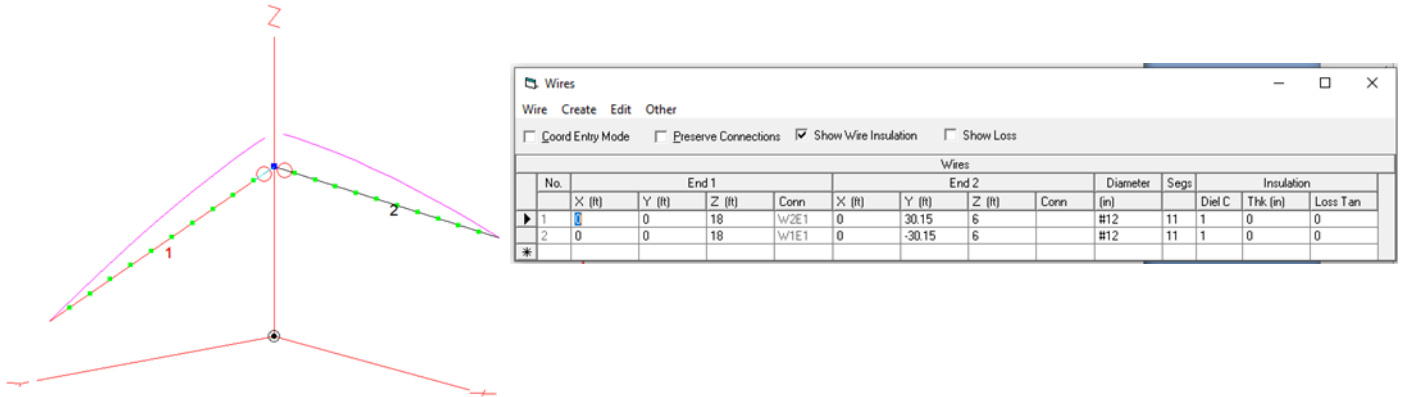 Z
Wires
Wire Create Edit Other
Coord Entry Mode Preserve Connections Show Wire Insulation Show Loss
Wires
No. End 1 End 2 Diameter Segs Insulation
X (ft) Y (ft) Z (ft) Conn X (ft) Y (ft) Z (ft) Conn (in) Diel C Thk (in) Loss Tan
1 0 0 18 W2E1 0 30.15 6 #12 11 1 0 0
2 0 0 18 W1E1 0 -30.15 6 #12 11 1 0 0
2
1